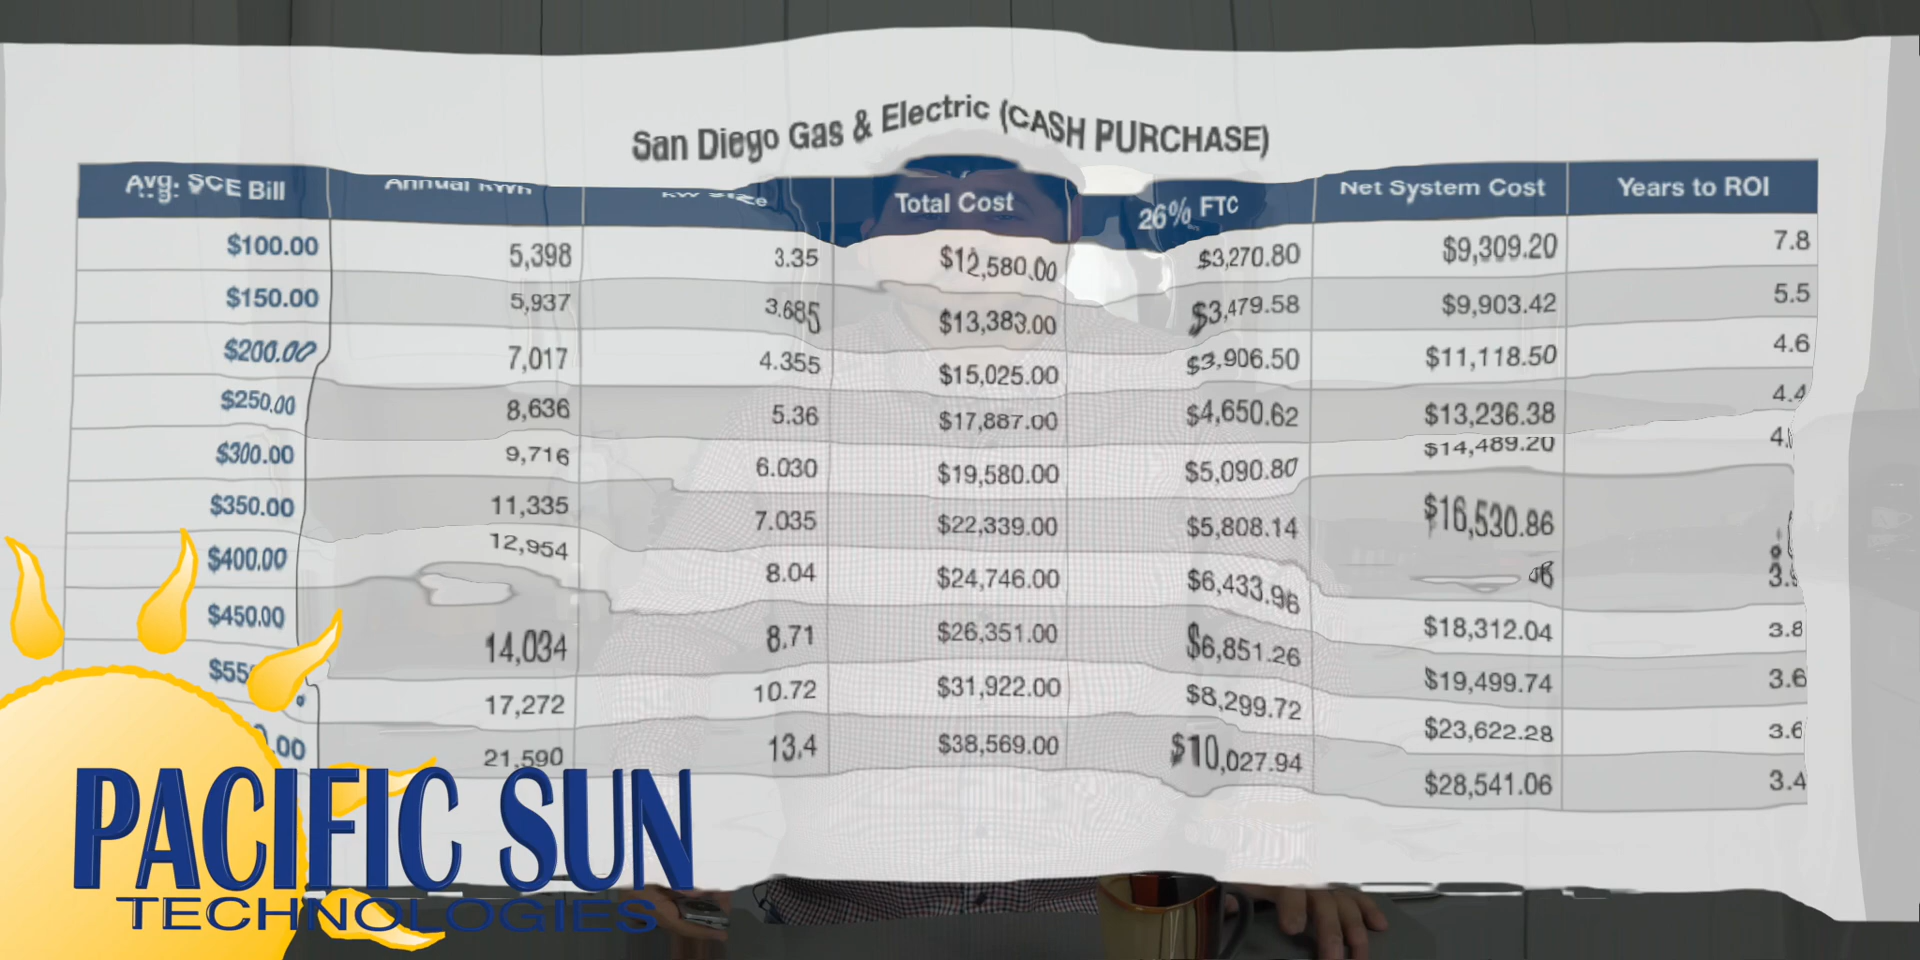 San Diego Gas & Electric (CASH PURCHASE)
Avg. SCE Bill Annual kWh kW Size Total Cost 26% FTC Net System Cost Years to ROI
$100.00 5,398 3.35 $12,580.00 $3,270.80 $9,309.20 7.8
$150.00 5,937 3.685 $13,383.00 $3,479.58 $9,903.42 5.5
$200.00 7,017 4.355 $15,025.00 $3,906.50 $11,118.50 4.6
$250.00 8,636 5.36 $17,887.00 $4,650.62 $13,236.38 4.4
$300.00 9,716 6.030 $19,580.00 $5,090.80 $14,489.20
$350.00 11,335 7.035 $22,339.00 $5,808.14 $16,530.86
$400.00 12,954 8.04 $24,746.00 $6,433.96 $18,312.04 3.8
$450.00 14,034 8.71 $26,351.00 $6,851.26 $19,499.74 3.6
17,272 10.72 $31,922.00 $8,299.72 $23,622.28 3.6
21,590 13.4 $38,569.00 $10,027.94 $28,541.06 3.4
PACIFIC SUN
TECHNOLOGIES